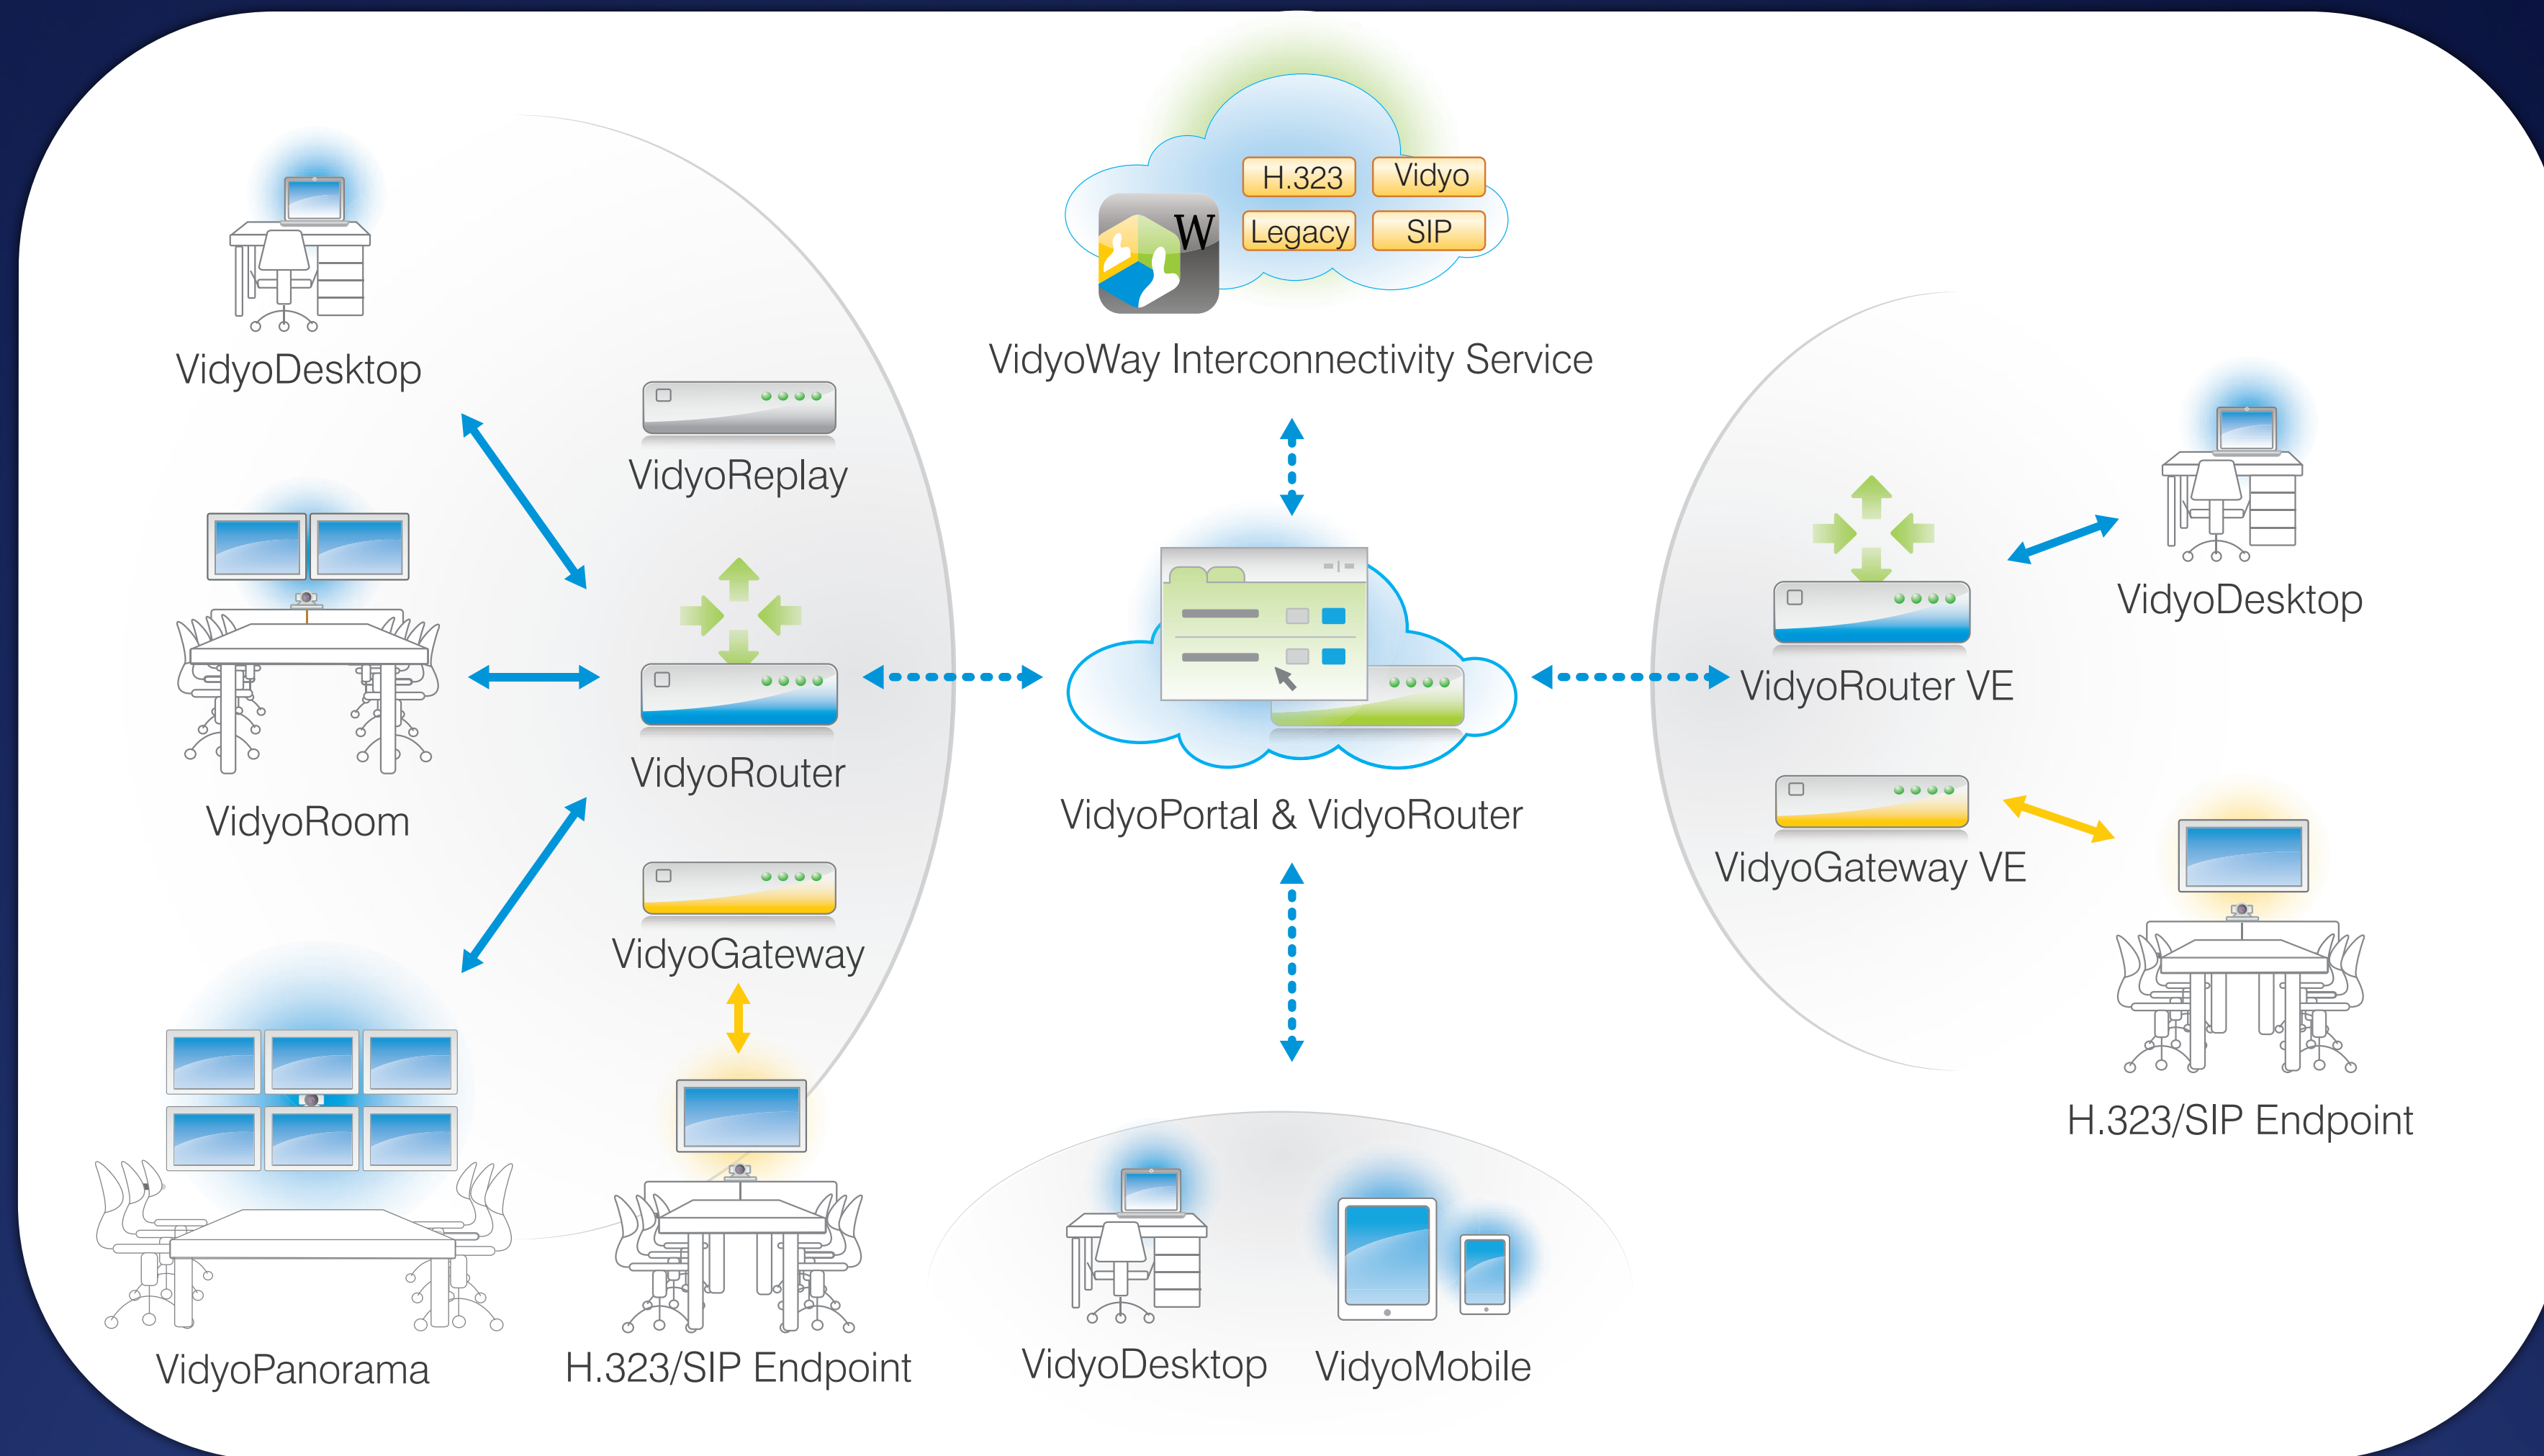 H.323
Vidyo
Legacy
SIP
W
VidyoWay Interconnectivity Service
VidyoDesktop
VidyoReplay
VidyoRoom
VidyoRouter
VidyoGateway
VidyoPanorama
H.323/SIP Endpoint
VidyoPortal & VidyoRouter
VidyoDesktop
VidyoMobile
VidyoRouter VE
VidyoDesktop
VidyoGateway VE
H.323/SIP Endpoint